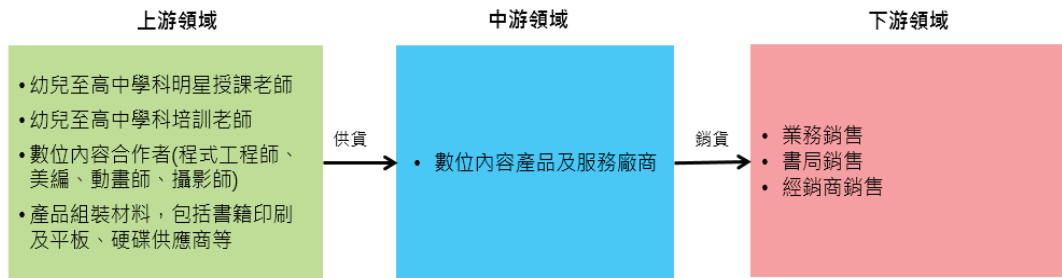 上游領域
中游領域
下游領域
• 幼兒至高中學科明星授課老師
• 幼兒至高中學科培訓老師
• 數位內容合作者(程式工程師、
美編、動畫師、攝影師)
• 產品組裝材料，包括書籍印刷
及平板、硬碟供應商等
供貨
• 數位內容產品及服務廠商
銷貨
• 業務銷售
• 書局銷售
• 經銷商銷售